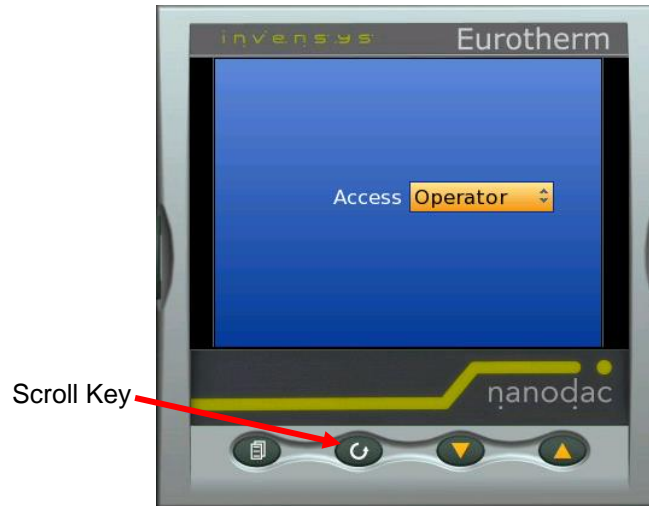 invensys Eurotherm
Access Operator
nanodac
Scroll Key